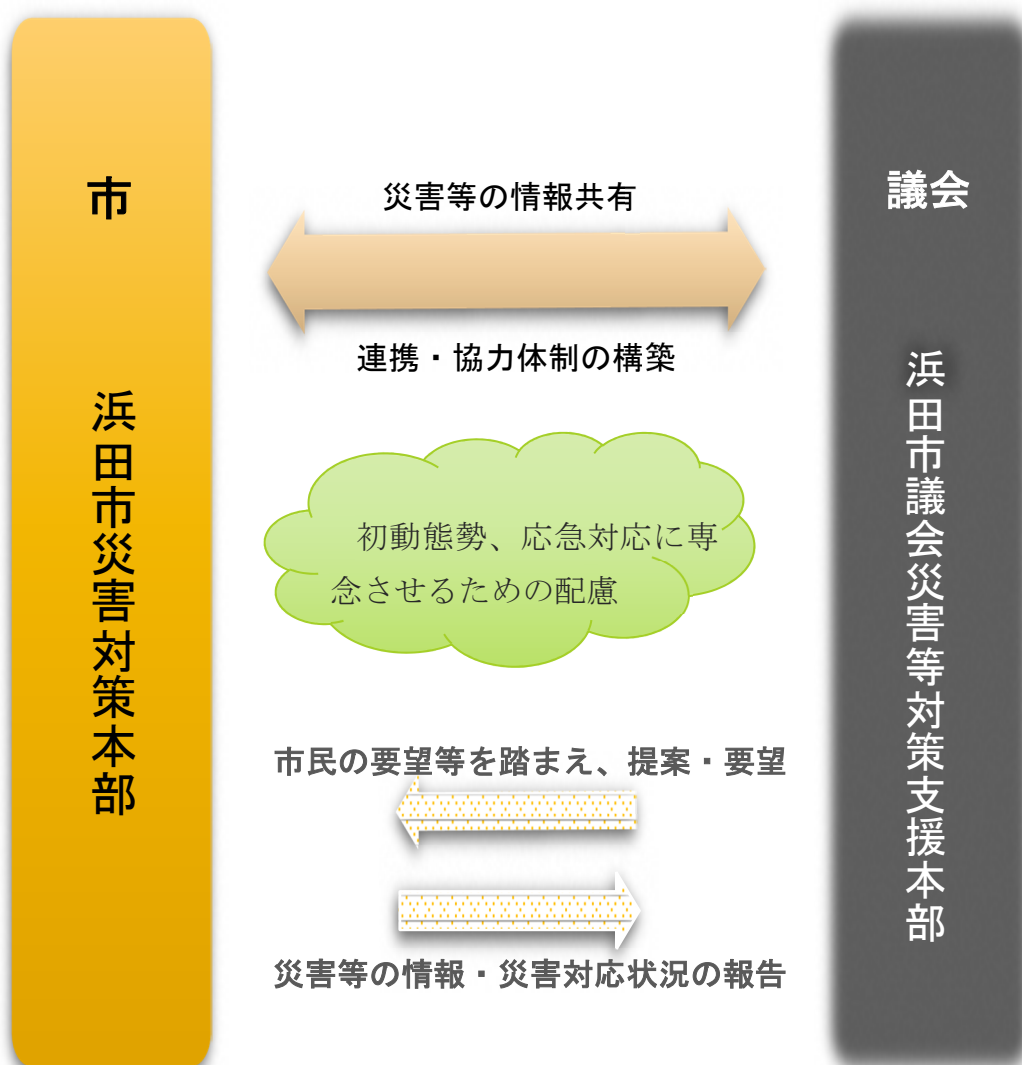 市
浜田市災害対策本部
災害等の情報共有
連携・協力体制の構築
初動態勢、応急対応に専
念させるための配慮
市民の要望等を踏まえ、提案・要望
災害等の情報・災害対応状況の報告
議会
浜田市議会災害等対策支援本部